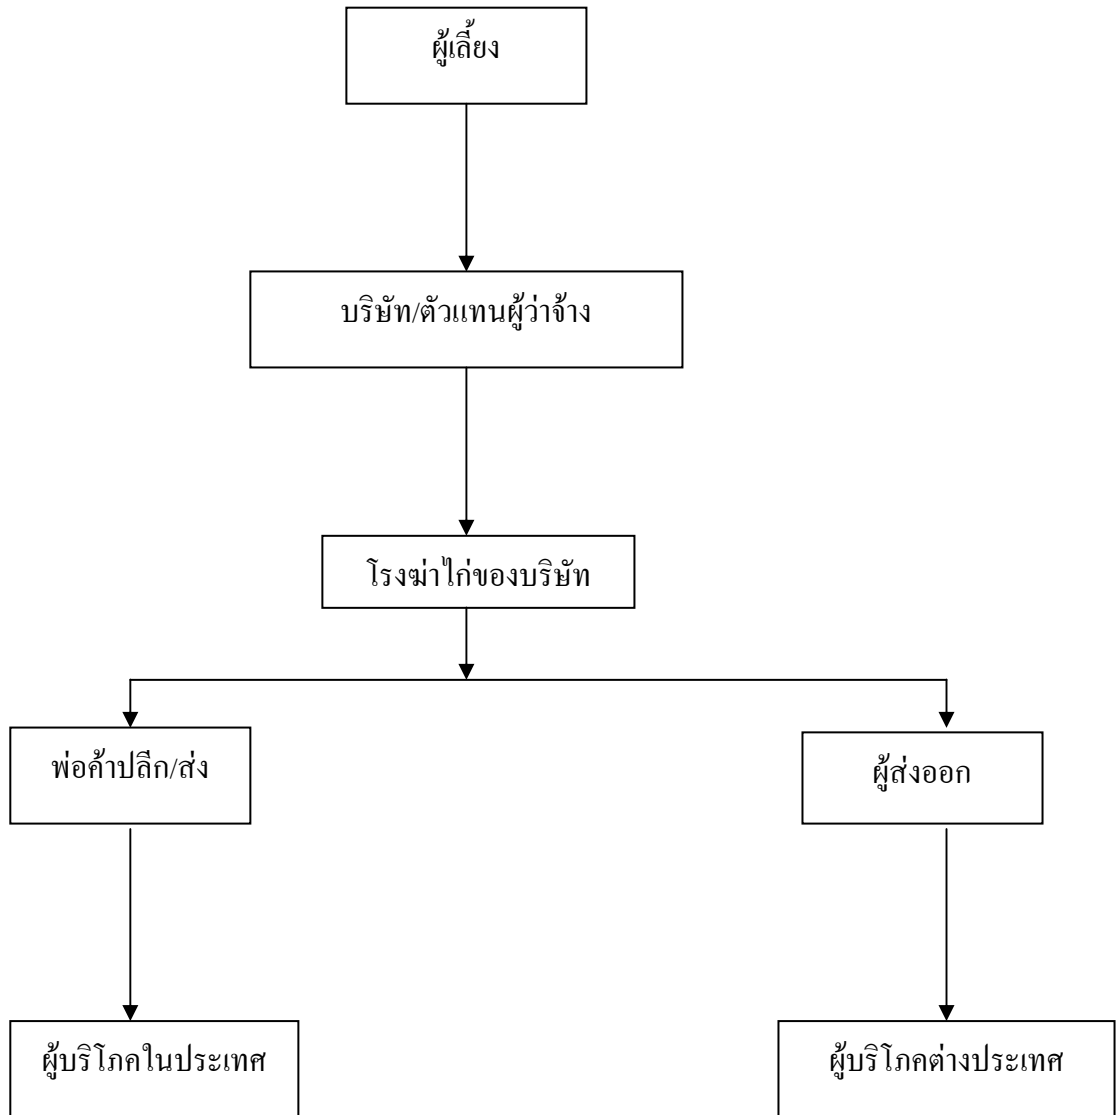 ผู้เลี้ยง
บริษัท/ตัวแทนผู้ว่าจ้าง
โรงฆ่าไก่ของบริษัท
พ่อค้าปลีก/ส่ง
ผู้ส่งออก
ผู้บริโภคในประเทศ
ผู้บริโภคต่างประเทศ